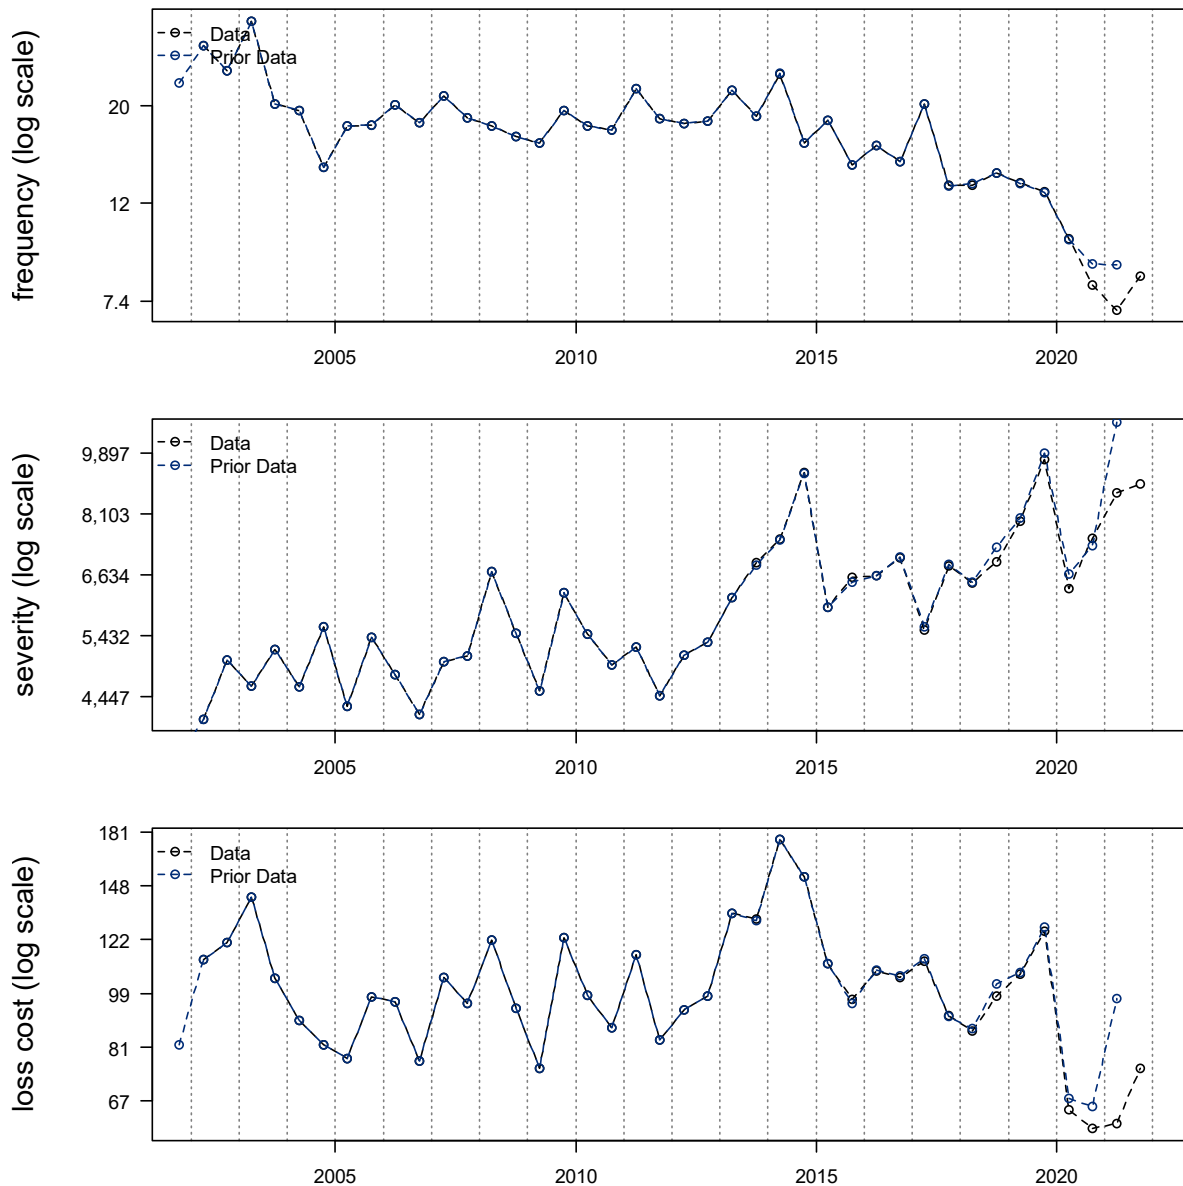 frequency (log scale)
Data
Prior Data
20
12
7.4
2005 2010 2015 2020
severity (log scale)
Data
Prior Data
9,897
8,103
6,634
5,432
4,447
2005 2010 2015 2020
loss cost (log scale)
Data
Prior Data
181
148
122
99
81
67
2005 2010 2015 2020